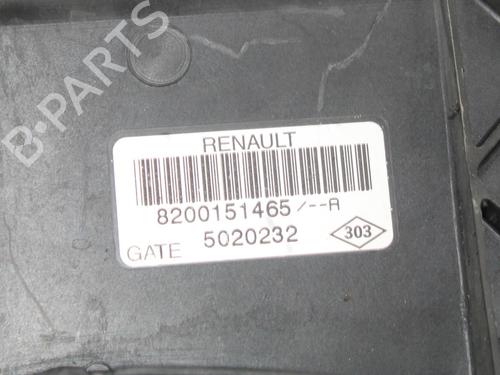 B-PARTS
RENAULT
8200151465/--A
GATE 5020232
303